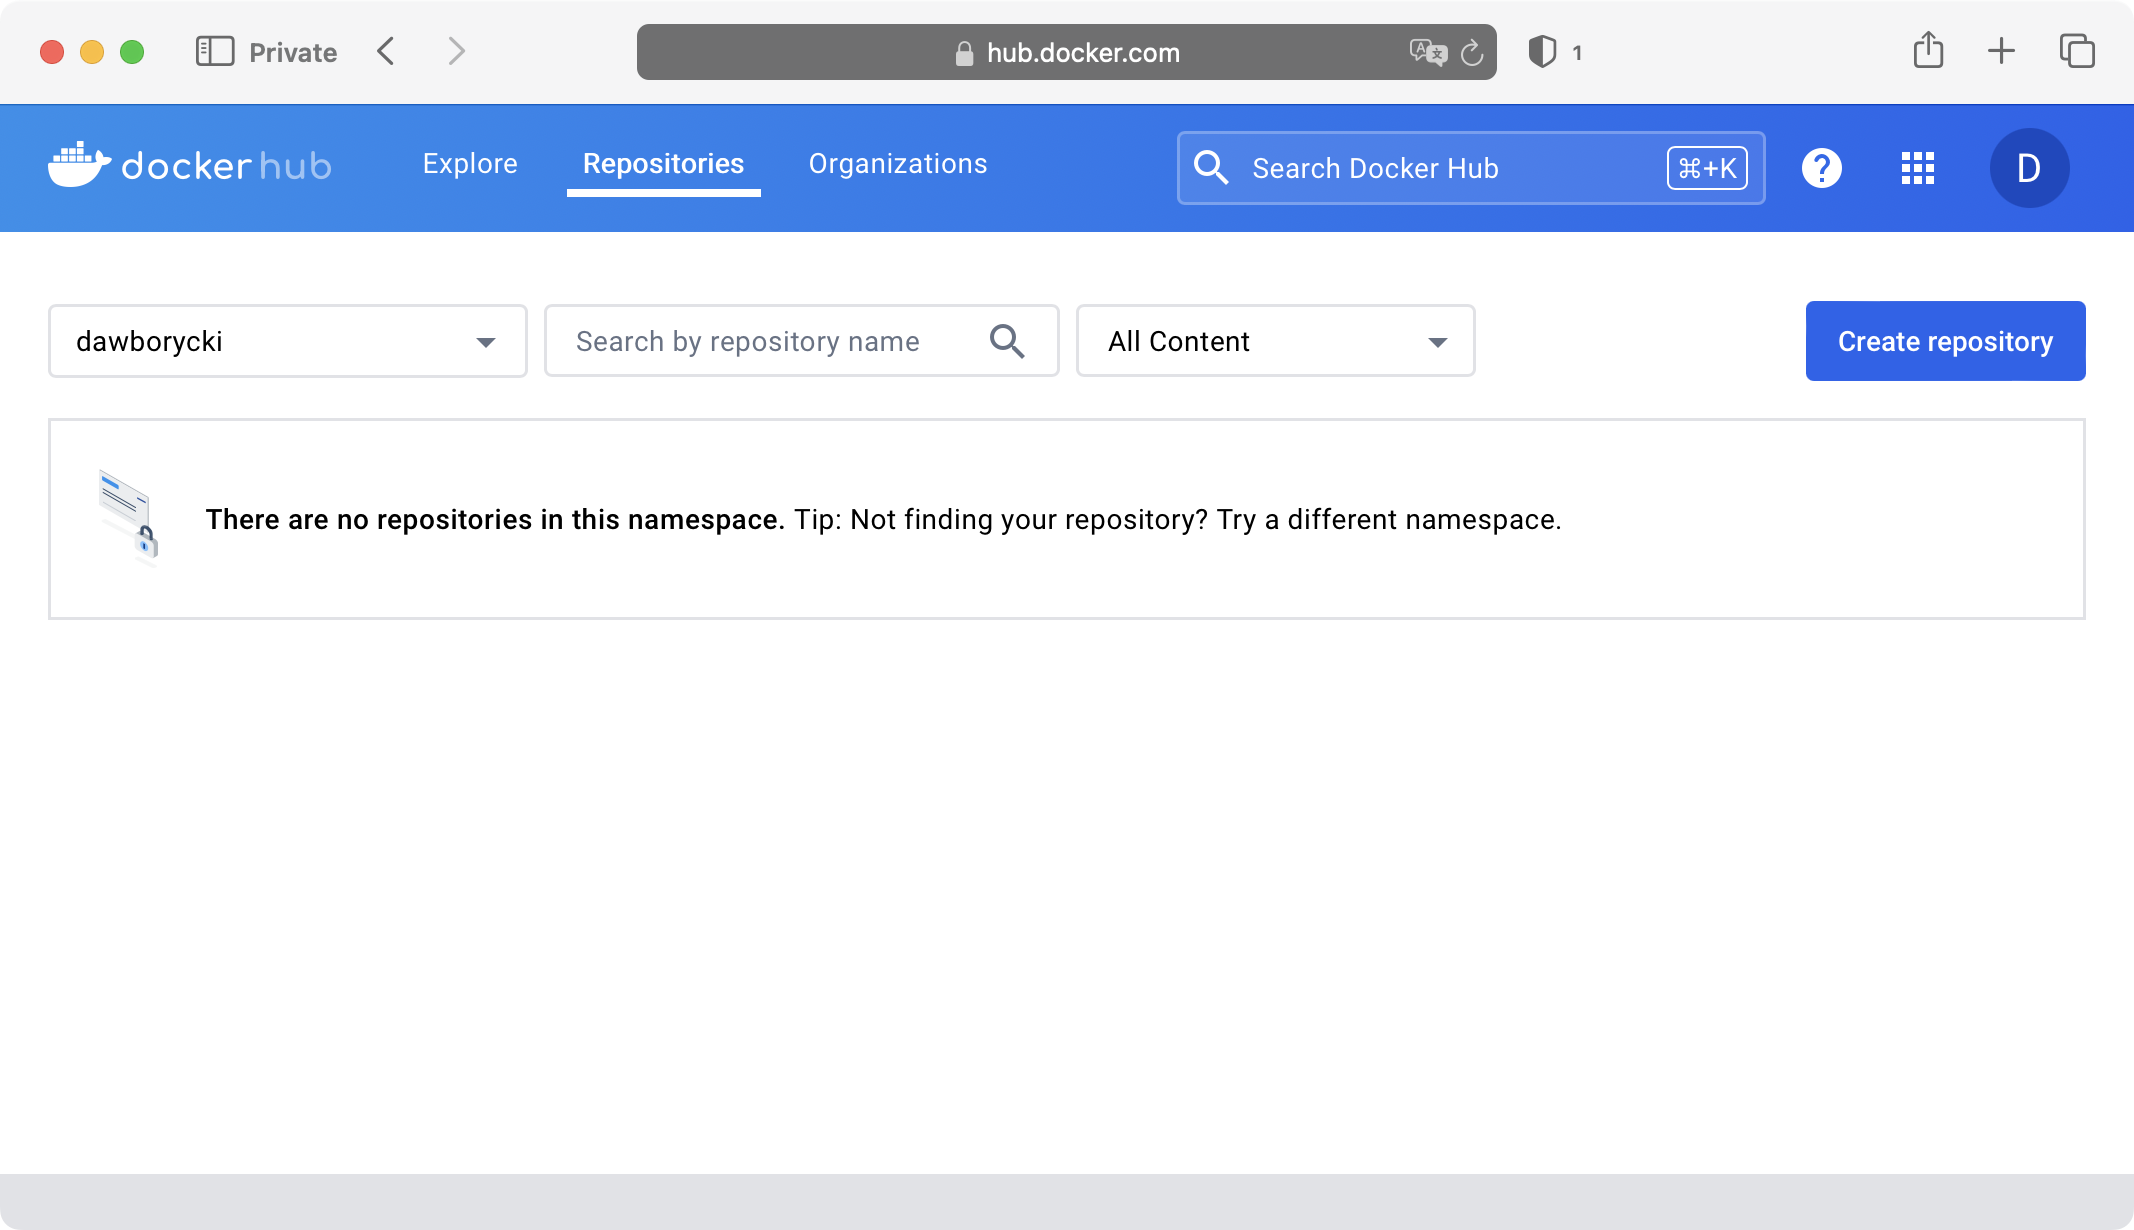 Private
hub.docker.com
1
docker hub
Explore
Repositories
Organizations
Search Docker Hub
⌘+K
?
D
dawborycki
Search by repository name
All Content
Create repository
There are no repositories in this namespace. Tip: Not finding your repository? Try a different namespace.